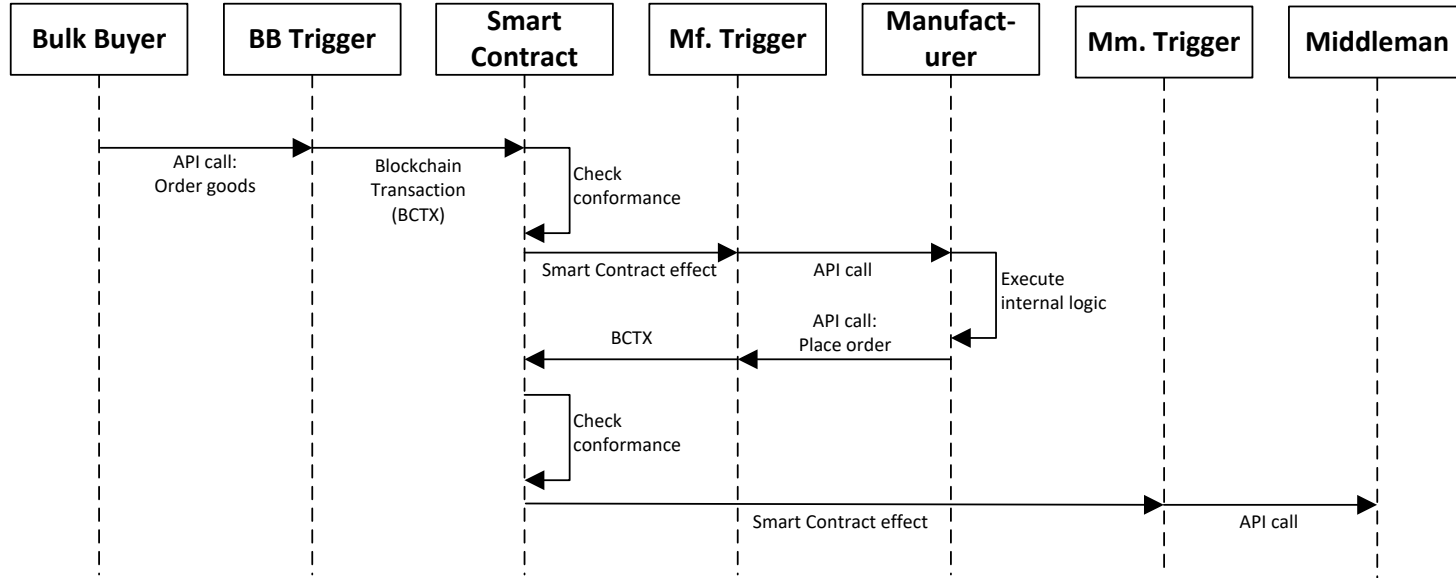 Bulk Buyer
BB Trigger
Smart
Contract
Mf. Trigger
Manufact-
urer
Mm. Trigger
Middleman
API call:
Order goods
Blockchain
Transaction
(BCTX)
Check
conformance
Smart Contract effect
API call
Execute
internal logic
BCTX
API call:
Place order
Check
conformance
Smart Contract effect
API call